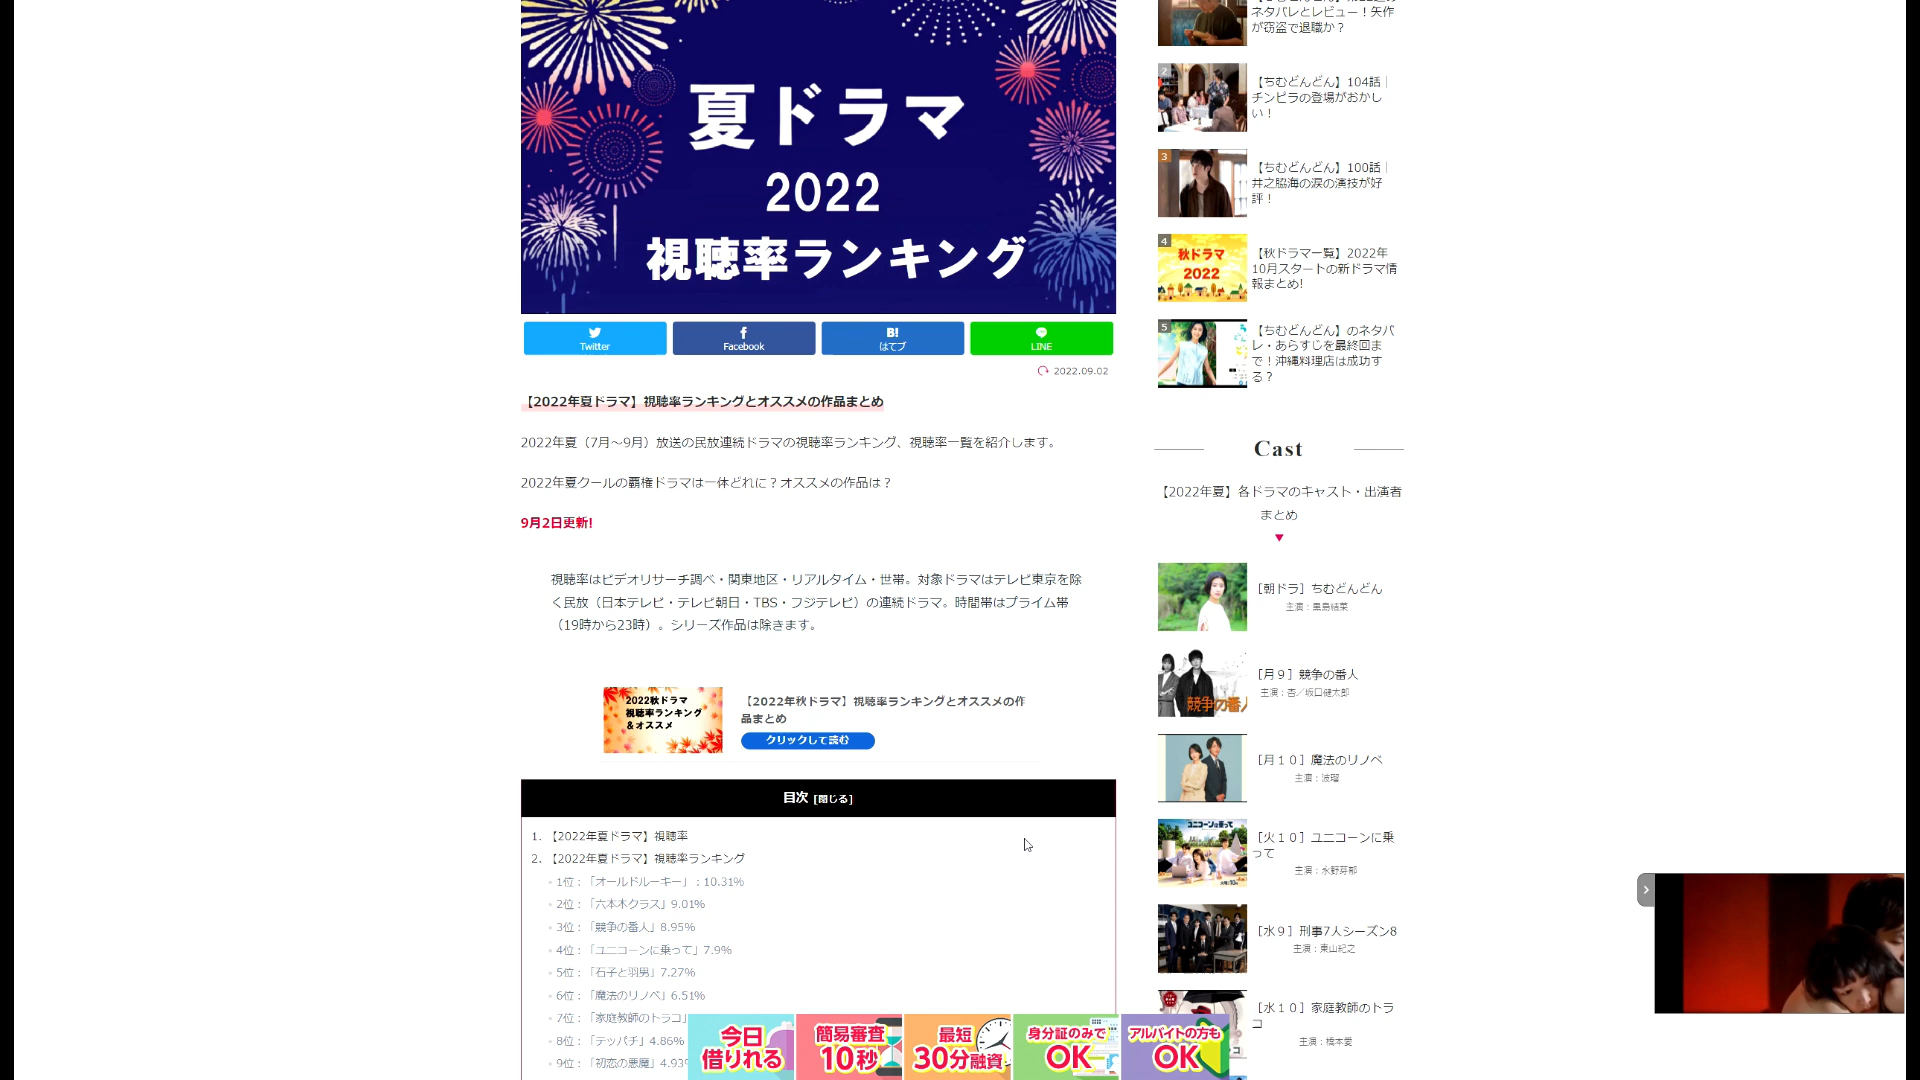 夏ドラマ
2022
視聴率ランキング
Twitter
Facebook
B!
はてブ
LINE
2022.09.02
【2022年夏ドラマ】視聴率ランキングとオススメの作品まとめ
2022年夏（7月～9月）放送の民放連続ドラマの視聴率ランキング、視聴率一覧を紹介します。
2022年夏クールの覇権ドラマは一体どれに？オススメの作品は？
9月2日更新!
視聴率はビデオリサーチ調べ・関東地区・リアルタイム・世帯。対象ドラマはテレビ東京を除
く民放（日本テレビ・テレビ朝日・TBS・フジテレビ）の連続ドラマ。時間帯はプライム帯
（19時から23時）。シリーズ作品は除きます。
2022秋ドラマ
視聴率ランキング
＆オススメ
【2022年秋ドラマ】視聴率ランキングとオススメの作
品まとめ
クリックして読む
目次 [閉じる]
1. 【2022年夏ドラマ】視聴率
2. 【2022年夏ドラマ】視聴率ランキング
1位：「オールドルーキー」：10.31%
2位：「六本木クラス」9.01%
3位：「競争の番人」8.95%
4位：「ユニコーンに乗って」7.9%
5位：「石子と羽男」7.27%
6位：「魔法のリノベ」6.51%
7位：「家庭教師のトラコ」
8位：「テッパチ」4.86%
9位：「初恋の悪魔」4.93%
今日
借りれる
簡易審査
10秒
最短
30分融資
身分証のみで
OK
アルバイトの方も
OK
ネタバレとレビュー！矢作
が窃盗で退職か？
2
【ちむどんどん】104話｜
チンピラの登場がおかし
い！
3
【ちむどんどん】100話｜
井之脇海の涙の演技が好
評！
4
秋ドラマ
2022
【秋ドラマ一覧】2022年
10月スタートの新ドラマ情
報まとめ!
5
【ちむどんどん】のネタバ
レ・あらすじを最終回ま
で！沖縄料理店は成功す
る？
Cast
【2022年夏】各ドラマのキャスト・出演者
まとめ
▼
［朝ドラ］ちむどんどん
主演：黒島結菜
競争の番人
［月９］競争の番人
主演：杏／坂口健太郎
［月１０］魔法のリノベ
主演：波瑠
ユニコーンに乗って
［火１０］ユニコーンに乗
って
主演：永野芽郁
［水９］刑事7人シーズン8
主演：東山紀之
［水１０］家庭教師のトラ
コ
主演：橋本愛